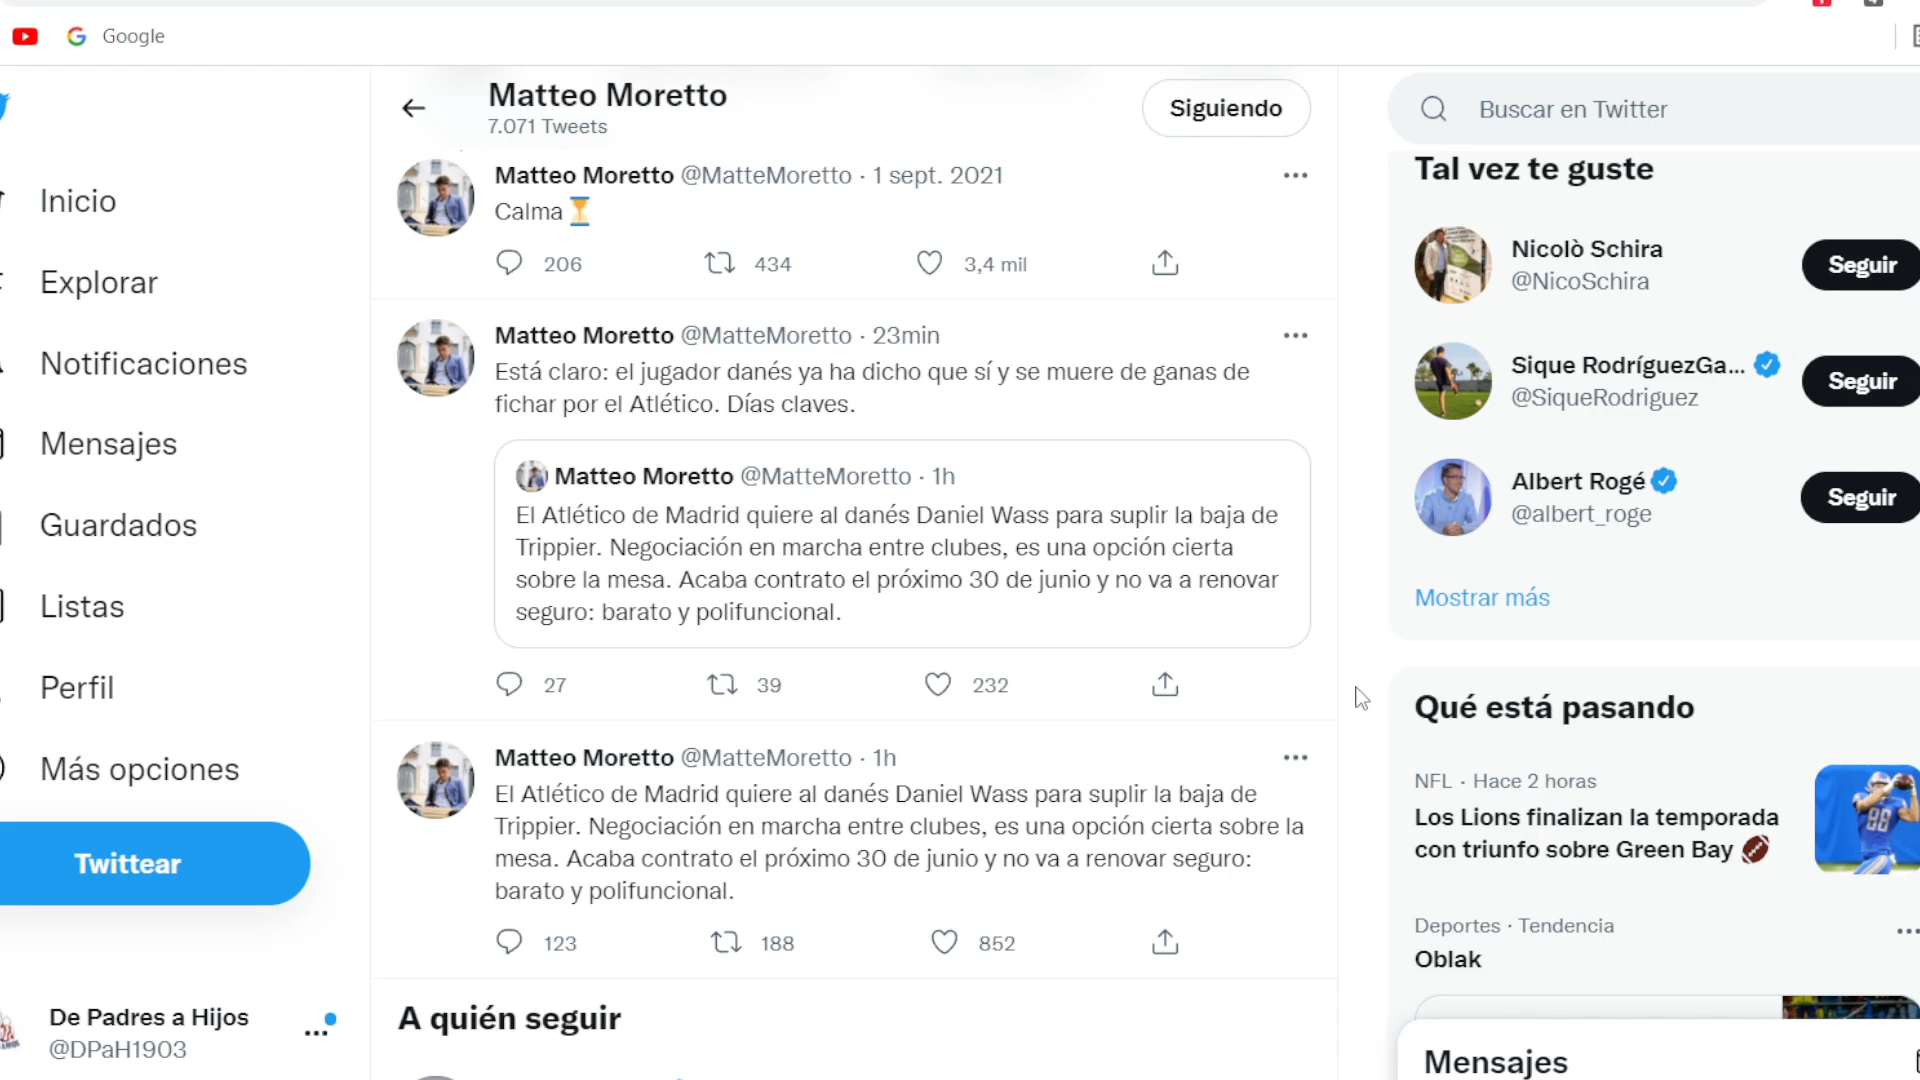 Google
Matteo Moretto
7.071 Tweets
Siguiendo
Buscar en Twitter
Inicio
Explorar
Notificaciones
Mensajes
Guardados
Listas
Perfil
Más opciones
Twittear
De Padres a Hijos
@DPaH1903
Matteo Moretto @MatteMoretto · 1 sept. 2021
Calma⏳
206 434 3,4 mil
Matteo Moretto @MatteMoretto · 23min
Está claro: el jugador danés ya ha dicho que sí y se muere de ganas de
fichar por el Atlético. Días claves.
Matteo Moretto @MatteMoretto · 1h
El Atlético de Madrid quiere al danés Daniel Wass para suplir la baja de
Trippier. Negociación en marcha entre clubes, es una opción cierta
sobre la mesa. Acaba contrato el próximo 30 de junio y no va a renovar
seguro: barato y polifuncional.
27 39 232
Matteo Moretto @MatteMoretto · 1h
El Atlético de Madrid quiere al danés Daniel Wass para suplir la baja de
Trippier. Negociación en marcha entre clubes, es una opción cierta sobre la
mesa. Acaba contrato el próximo 30 de junio y no va a renovar seguro:
barato y polifuncional.
123 188 852
A quién seguir
Tal vez te guste
Nicolò Schira
@NicoSchira
Seguir
Sique RodríguezGa...
@SiqueRodriguez
Seguir
Albert Rogé
@albert_roge
Seguir
Mostrar más
Qué está pasando
NFL · Hace 2 horas
Los Lions finalizan la temporada
con triunfo sobre Green Bay 🏈
Deportes · Tendencia
Oblak
Mensajes